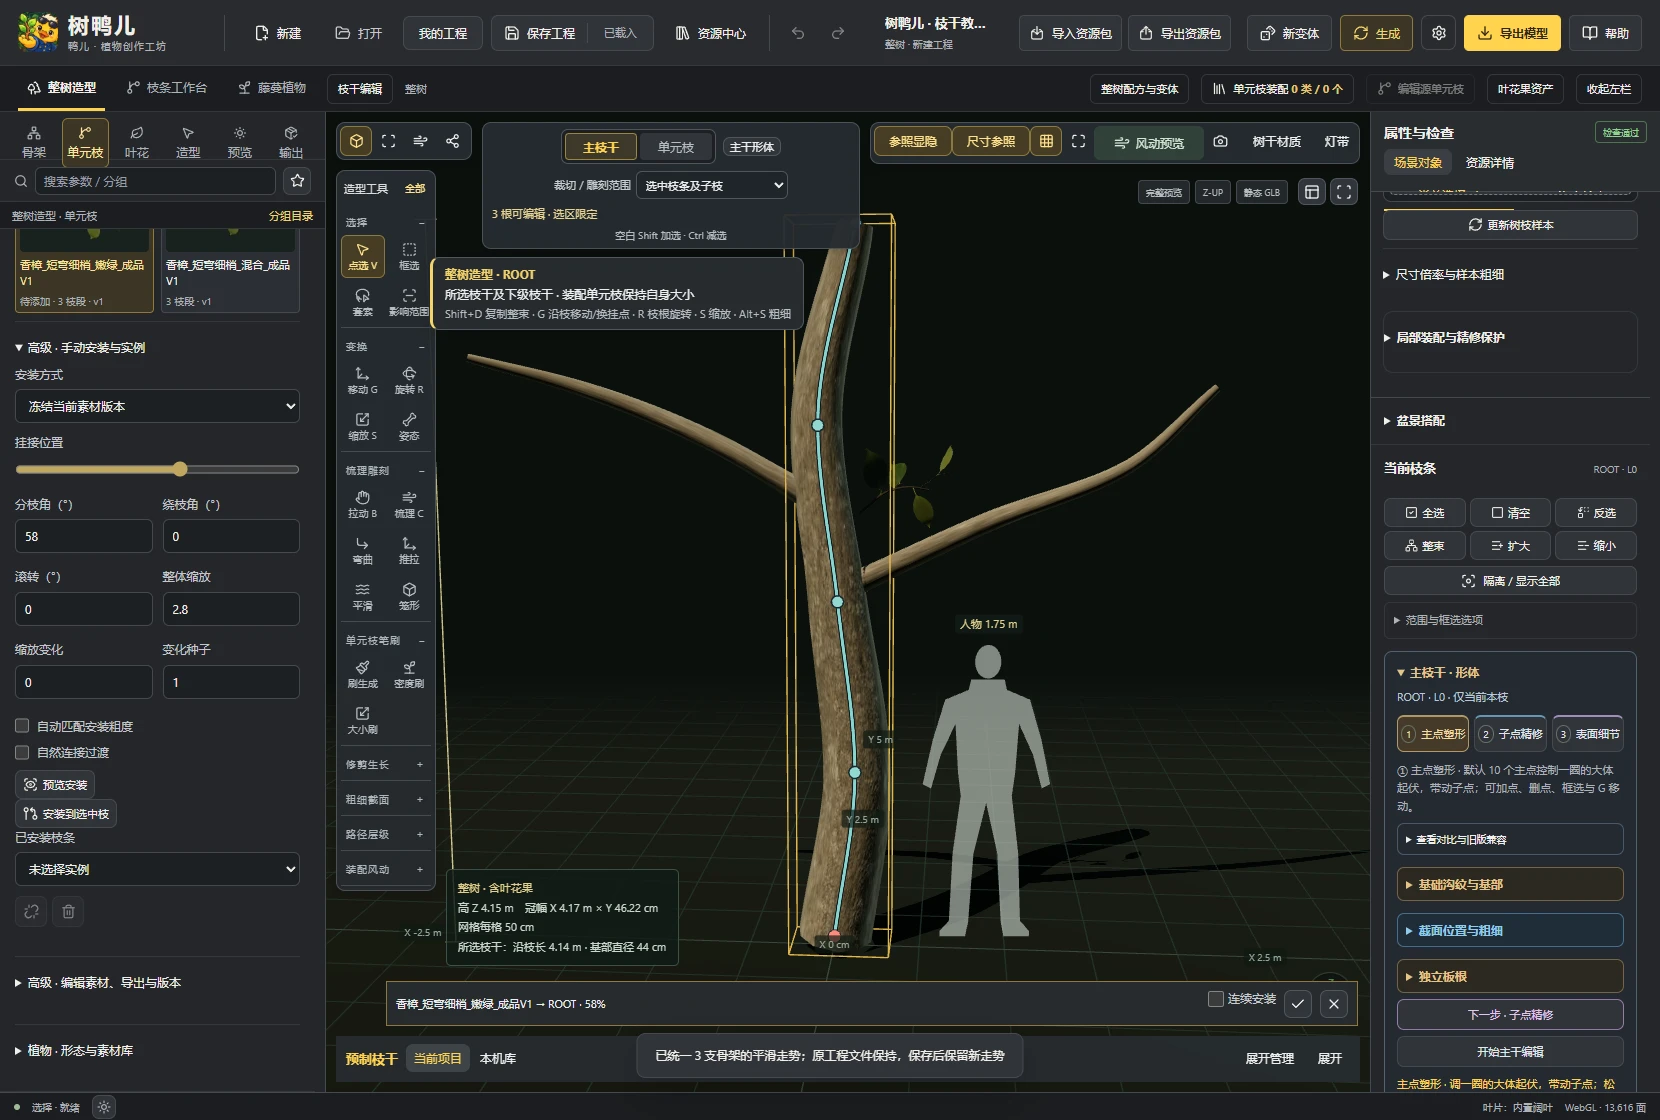 树鸭儿
鸭儿 · 植物创作工坊
新建
打开
我的工程
保存工程
已载入
资源中心
树鸭儿 · 枝干教...
整树 · 新建工程
导入资源包
导出资源包
新变体
生成
导出模型
帮助
整树造型
枝条工作台
藤蔓植物
枝干编辑
整树
整树配方与变体
单元枝装配 0 类 / 0 个
编辑源单元枝
叶花果资产
收起左栏
骨架
单元枝
叶花
造型
预览
输出
搜索参数 / 分组
整树造型 · 单元枝
分组目录
香樟_短弯细梢_嫩绿_成品V1
待添加 · 3 枝段 · v1
香樟_短弯细梢_混合_成品V1
3 枝段 · v1
高级 · 手动安装与实例
安装方式
冻结当前素材版本
挂接位置
分枝角（°）
绕枝角（°）
58
0
滚转（°）
整体缩放
0
2.8
缩放变化
变化种子
0
1
自动匹配安装粗度
自然连接过渡
预览安装
安装到选中枝
已安装枝条
未选择实例
高级 · 编辑素材、导出与版本
植物 · 形态与素材库
选择 · 就绪
造型工具
全部
选择
点选 V
框选
套索
影响范围
变换
移动 G
旋转 R
缩放 S
姿态
梳理雕刻
拉动 B
梳理 C
弯曲
推拉
平滑
笼形
单元枝笔刷
刷生成
密度刷
大小刷
修剪生长
粗细截面
路径层级
装配风动
主枝干
单元枝
主干形体
裁切 / 雕刻范围
选中枝条及子枝
3 根可编辑 · 选区限定
空白 Shift 加选 · Ctrl 减选
整树造型 · ROOT
所选枝干及下级枝干 · 装配单元枝保持自身大小
Shift+D 复制整束 · G 沿枝移动/换挂点 · R 枝根旋转 · S 缩放 · Alt+S 粗细
参照显隐
尺寸参照
风动预览
树干材质
灯带
完整预览
Z-UP
静态 GLB
人物 1.75 m
Y 5 m
Y 2.5 m
X 0 cm
X -2.5 m
X 2.5 m
整树 · 含叶花果
高 Z 4.15 m 冠幅 X 4.17 m × Y 46.22 cm
网格每格 50 cm
所选枝干：沿枝长 4.14 m · 基部直径 44 cm
香樟_短弯细梢_嫩绿_成品V1 → ROOT · 58%
连续安装
预制枝干
当前项目
本机库
已统一 3 支骨架的平滑走势；原工程文件保持，保存后保留新走势
展开管理
展开
属性与检查
检查通过
场景对象
资源详情
更新树枝样本
尺寸倍率与样本粗细
局部装配与精修保护
盆景搭配
当前枝条
ROOT · L0
全选
清空
反选
整束
扩大
缩小
隔离 / 显示全部
范围与框选选项
主枝干 · 形体
ROOT · L0 · 仅当前本枝
1 主点塑形
2 子点精修
3 表面细节
① 主点塑形 · 默认 10 个主点控制一圈的大体
起伏，带动子点；可加点、删点、框选与 G 移
动。
查看对比与旧版兼容
基础沟纹与基部
截面位置与粗细
独立板根
下一步 · 子点精修
开始主干编辑
主点塑形 · 调一圈的大体起伏，带动子点；松
叶片：内置阔叶
WebGL · 13,616 面